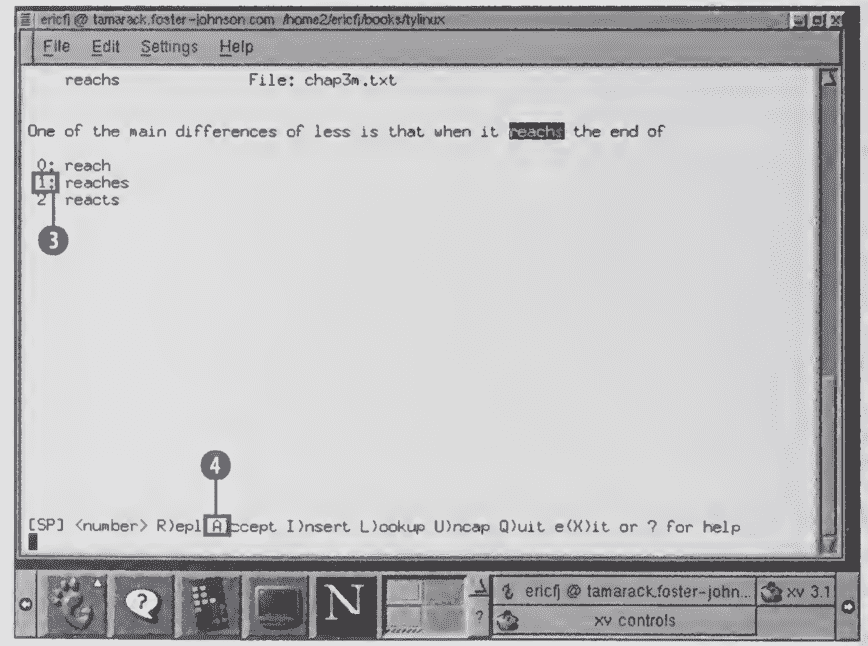 ericfj @ tamarack.foster-johnson.com /home2/ericfj/books/tylinux
File Edit Settings Help
reachs File: chap3m.txt
One of the main differences of less is that when it reachs the end of
0: reach
1: reaches
2 reacts
3
4
[SP] <number> R)epl A ccept I)nsert L)ookup U)ncap Q)uit e(X)it or ? for help
?
N
?
ericfj @ tamarack.foster-john...
xv 3.1
xv controls